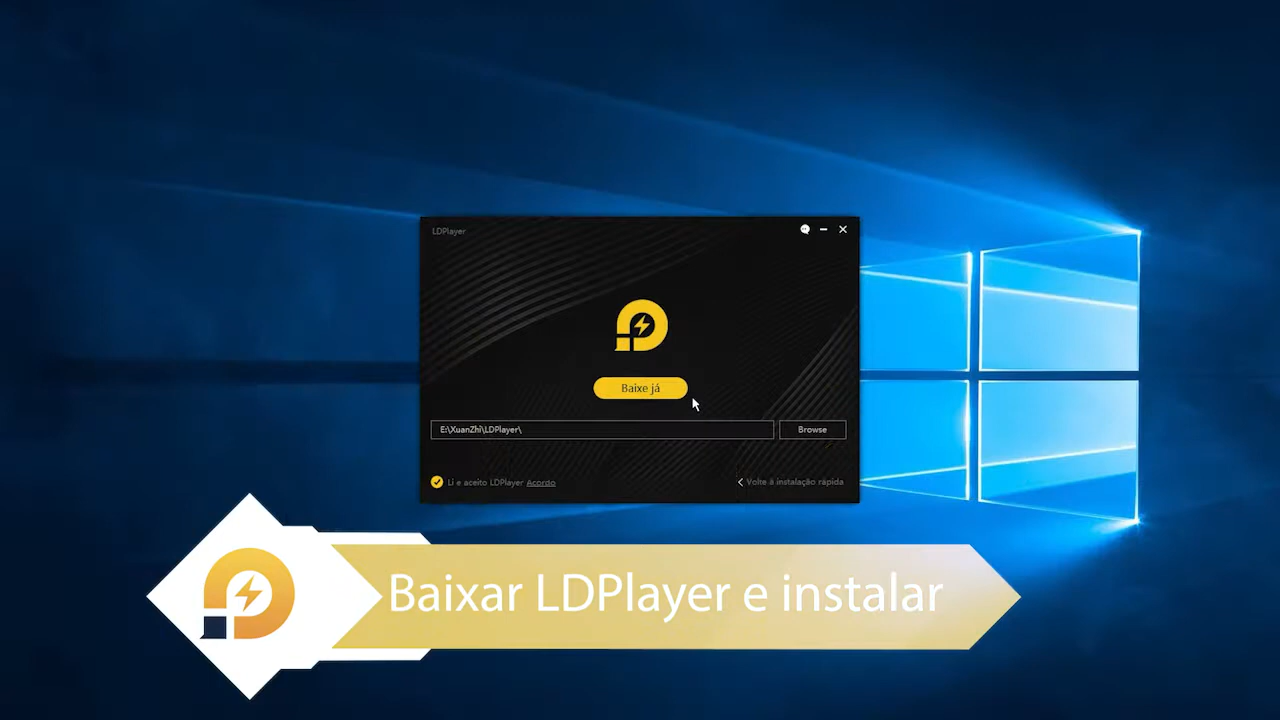 LDPlayer
Baixe já
E:\XuanZhi\LDPlayer\
Browse
Li e aceito LDPlayer Acordo
Volte à instalação rápida
Baixar LDPlayer e instalar